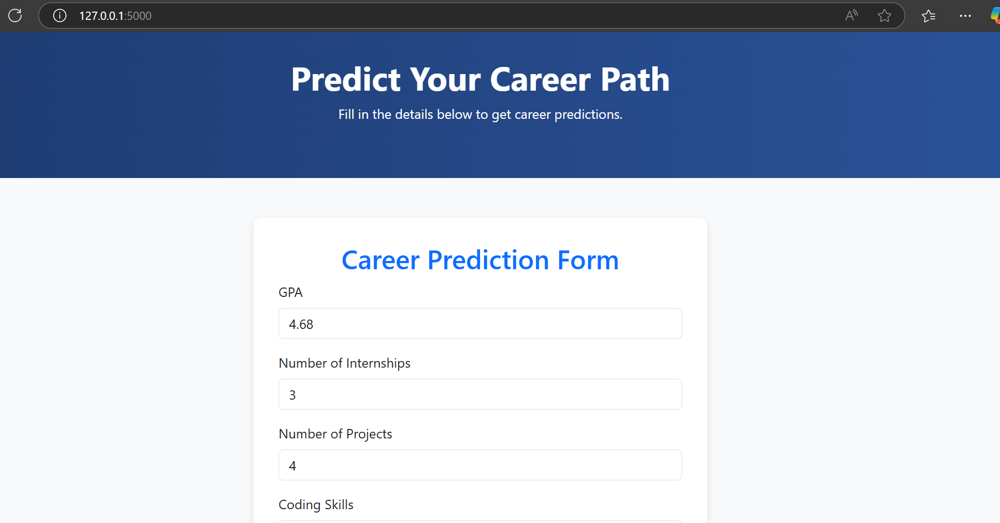 127.0.0.1:5000
Predict Your Career Path
Fill in the details below to get career predictions.
Career Prediction Form
GPA
4.68
Number of Internships
3
Number of Projects
4
Coding Skills